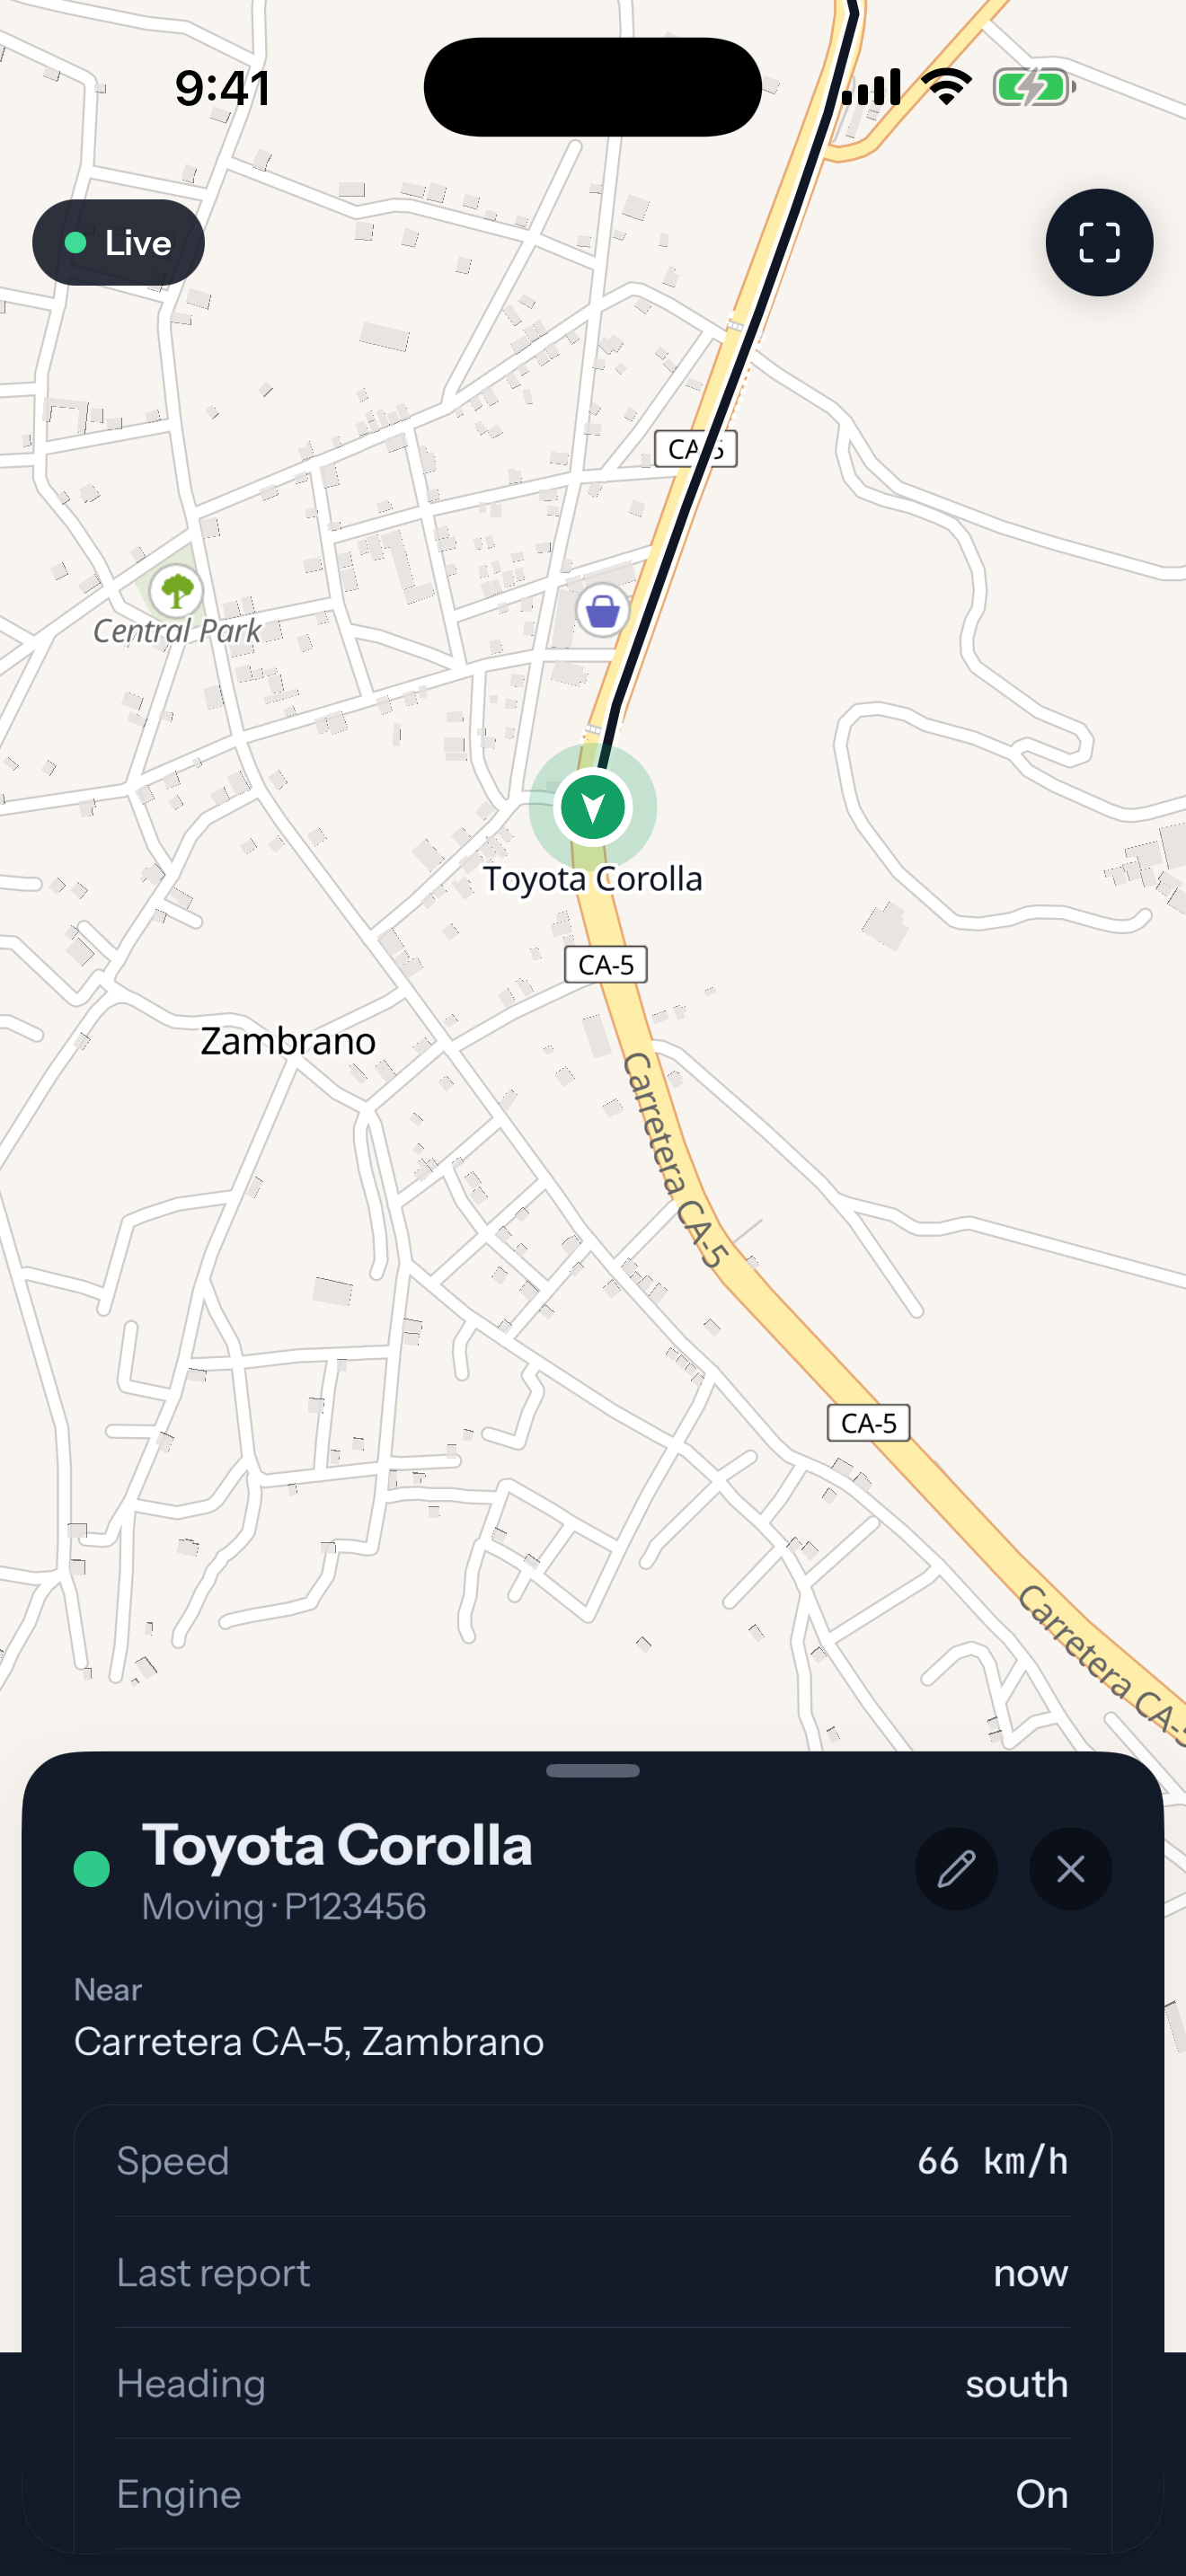 9:41
Live
CA-5
Central Park
Toyota Corolla
CA-5
Zambrano
Carretera CA-5
CA-5
Carretera CA-5
Toyota Corolla
Moving · P123456
Near
Carretera CA-5, Zambrano
Speed 66 km/h
Last report now
Heading south
Engine On